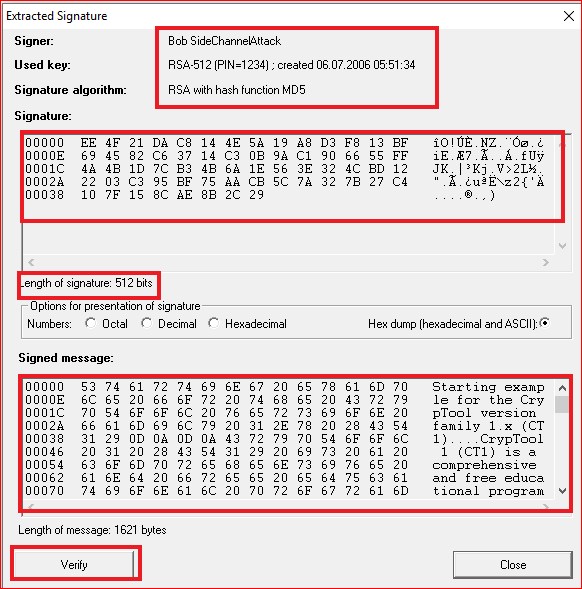 Extracted Signature
Signer: Bob SideChannelAttack
Used key: RSA-512 (PIN=1234) ; created 06.07.2006 05:51:34
Signature algorithm: RSA with hash function MD5
Signature:
00000 EE 4F 21 DA C8 14 4E 5A 19 A8 D3 F8 13 BF îO!ÚÈ.NZ.¨Óø.¿
0000E 69 45 82 C6 37 14 C3 0B 9A C1 90 66 55 FF iE.Æ7.Ã..Á.fUÿ
0001C 4A 4B 1D 7C B3 4B 6A 1E 56 3E 32 4C BD 12 JK.|³Kj.V>2L½.
0002A 22 03 C3 95 BF 75 AA CB 5C 7A 32 7B 27 C4 ".Ã.¿uªË\z2{'Ä
00038 10 7F 15 8C AE 8B 2C 29 ....®.,)
Length of signature: 512 bits
Options for presentation of signature
Numbers: Octal Decimal Hexadecimal Hex dump (hexadecimal and ASCII):
Signed message:
00000 53 74 61 72 74 69 6E 67 20 65 78 61 6D 70 Starting examp
0000E 6C 65 20 66 6F 72 20 74 68 65 20 43 72 79 le for the Cry
0001C 70 54 6F 6F 6C 20 76 65 72 73 69 6F 6E 20 pTool version
0002A 66 61 6D 69 6C 79 20 31 2E 78 20 28 43 54 family 1.x (CT
00038 31 29 0D 0A 0D 0A 43 72 79 70 54 6F 6F 6C 1)....CrypTool
00046 20 31 20 28 43 54 31 29 20 69 73 20 61 20 1 (CT1) is a
00054 63 6F 6D 70 72 65 68 65 6E 73 69 76 65 20 comprehensive
00062 61 6E 64 20 66 72 65 65 20 65 64 75 63 61 and free educa
00070 74 69 6F 6E 61 6C 20 70 72 6F 67 72 61 6D tional program
Length of message: 1621 bytes
Verify Close